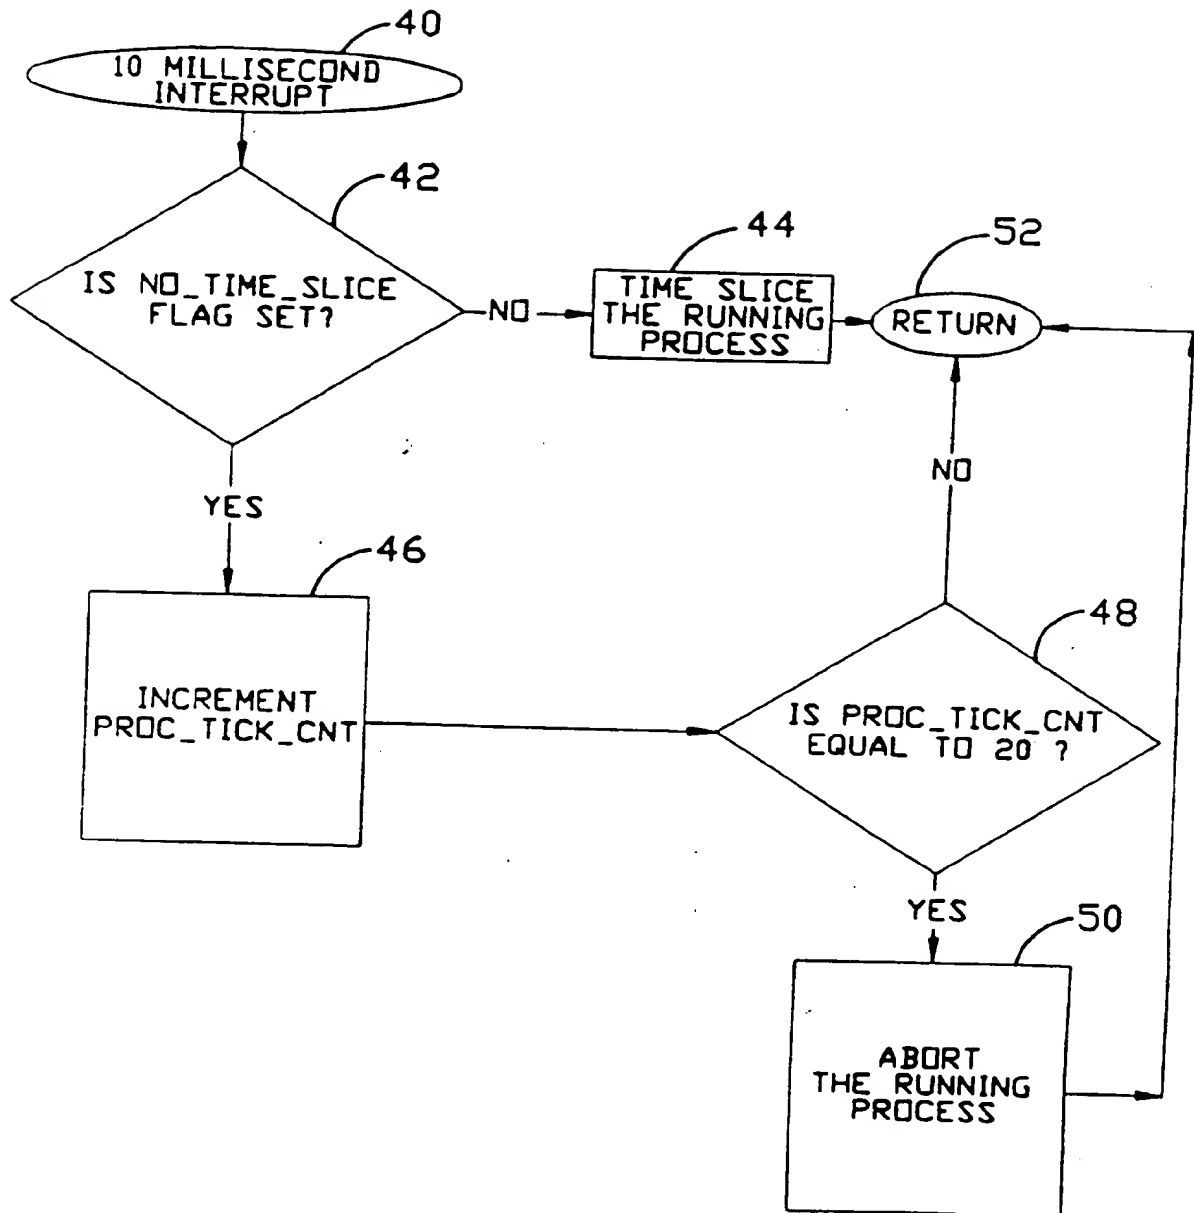 40
10 MILLISECOND
INTERRUPT
42
IS NO_TIME_SLICE
FLAG SET?
NO
44
TIME SLICE
THE RUNNING
PROCESS
52
RETURN
YES
NO
46
INCREMENT
PROC_TICK_CNT
48
IS PROC_TICK_CNT
EQUAL TO 20 ?
YES
50
ABORT
THE RUNNING
PROCESS